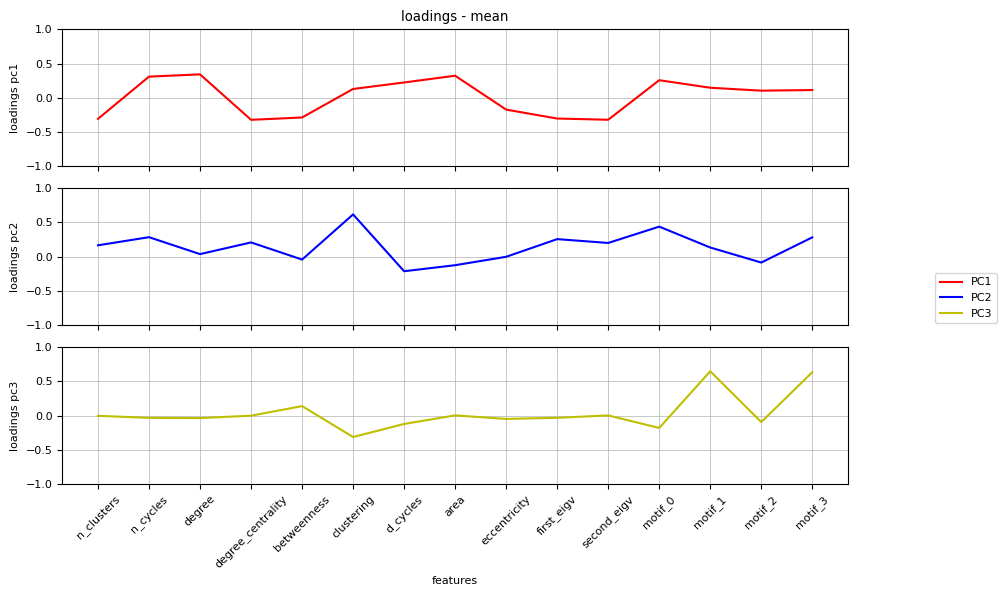 loadings - mean
loadings pc1
1.0
0.5
0.0
−0.5
−1.0
loadings pc2
1.0
0.5
0.0
−0.5
−1.0
loadings pc3
1.0
0.5
0.0
−0.5
−1.0
n_clusters
n_cycles
degree
degree_centrality
betweenness
clustering
d_cycles
area
eccentricity
first_eigv
second_eigv
motif_0
motif_1
motif_2
motif_3
features
PC1
PC2
PC3